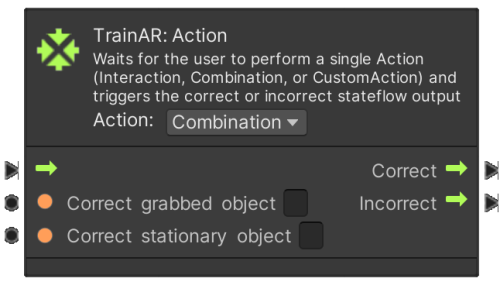 TrainAR: Action
Waits for the user to perform a single Action
(Interaction, Combination, or CustomAction) and
triggers the correct or incorrect stateflow output
Action: Combination
Correct
Correct grabbed object Incorrect
Correct stationary object